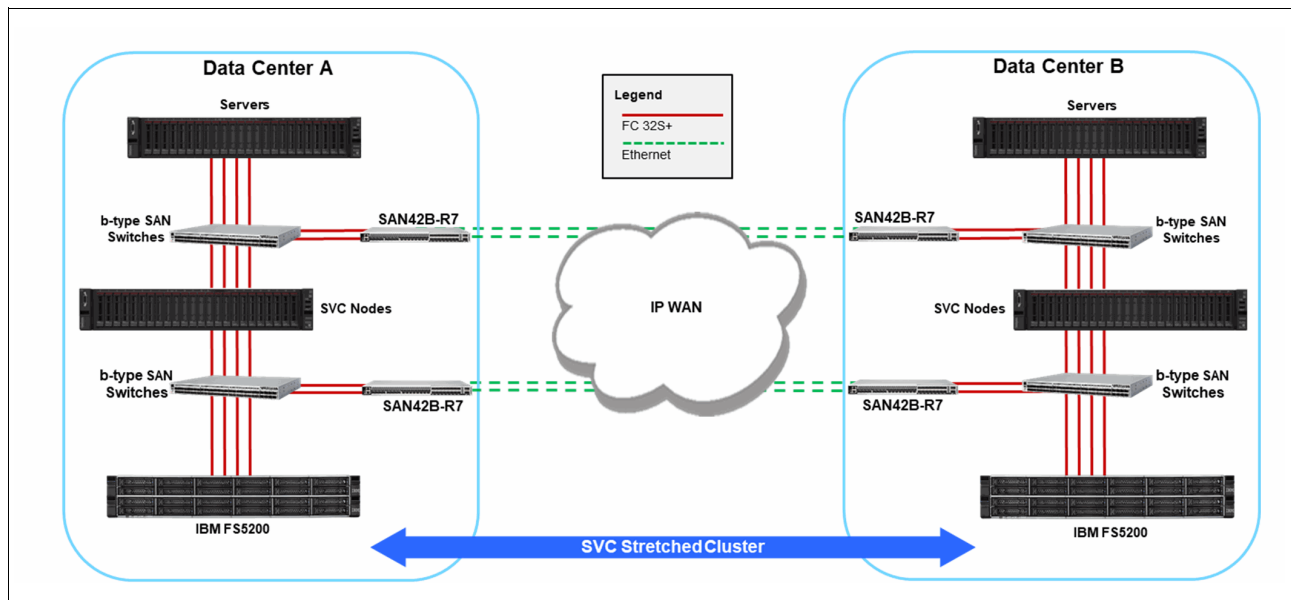 Data Center A
Servers
b-type SAN
Switches
SAN42B-R7
SVC Nodes
b-type SAN
Switches
SAN42B-R7
IBM FS5200
Legend
FC 32S+
Ethernet
IP WAN
SVC Stretched Cluster
Data Center B
Servers
SAN42B-R7
b-type SAN
Switches
SVC Nodes
b-type SAN
Switches
SAN42B-R7
IBM FS5200